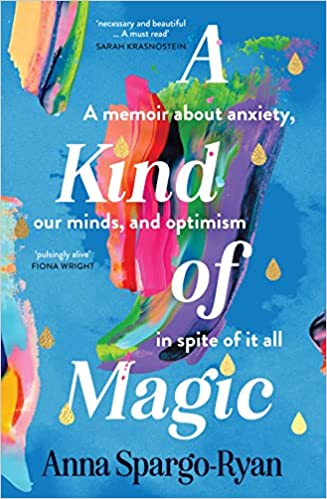 'necessary and beautiful
... A must read'
SARAH KRASNOSTEIN
A
A memoir about anxiety,
Kind
our minds, and optimism
'pulsingly alive'
FIONA WRIGHT
of
in spite of it all
Magic
Anna Spargo-Ryan